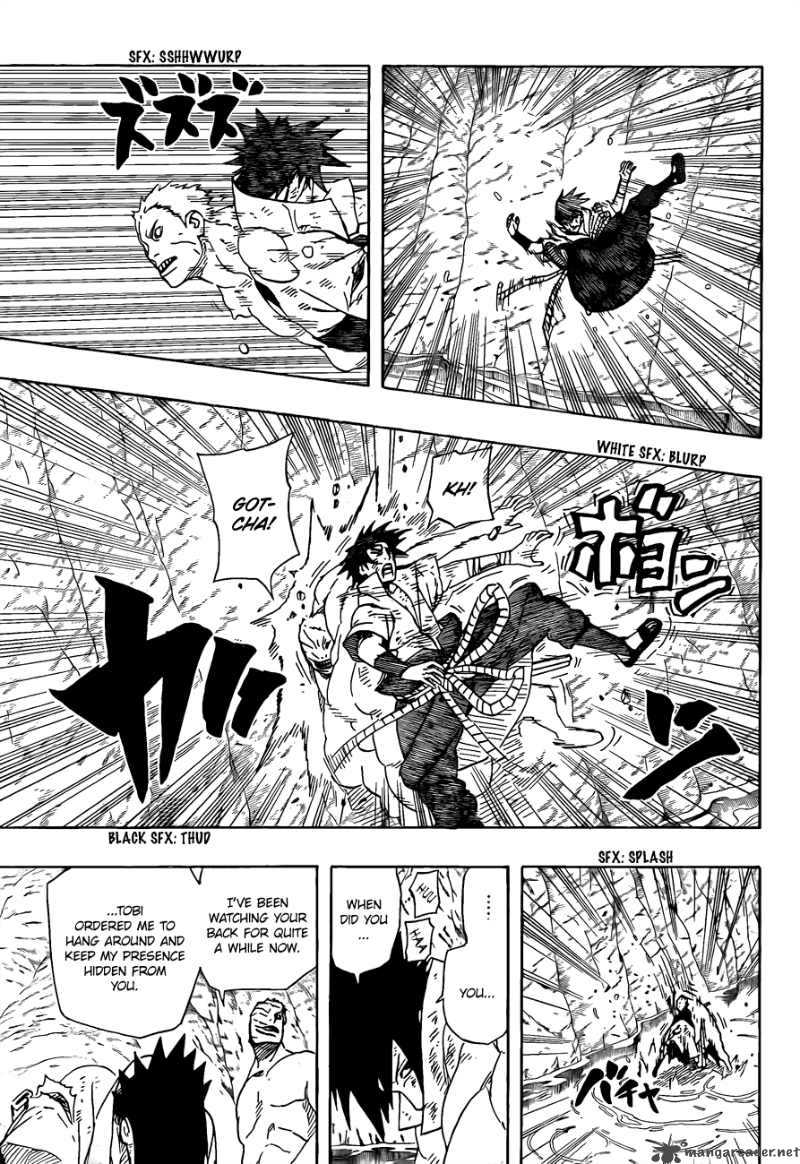 SFX: SSHHWWURP
ズズズ
WHITE SFX: BLURP
KH!
GOT-
CHA!
ボヨン
ガッ
BLACK SFX: THUD
SFX: SPLASH
バチャ
......
YOU...
HUU
HAA
WHEN
DID YOU
...
I'VE BEEN
WATCHING YOUR
BACK FOR QUITE
A WHILE NOW.
...TOBI
ORDERED ME TO
HANG AROUND AND
KEEP MY PRESENCE
HIDDEN FROM
YOU.
mangareader.net